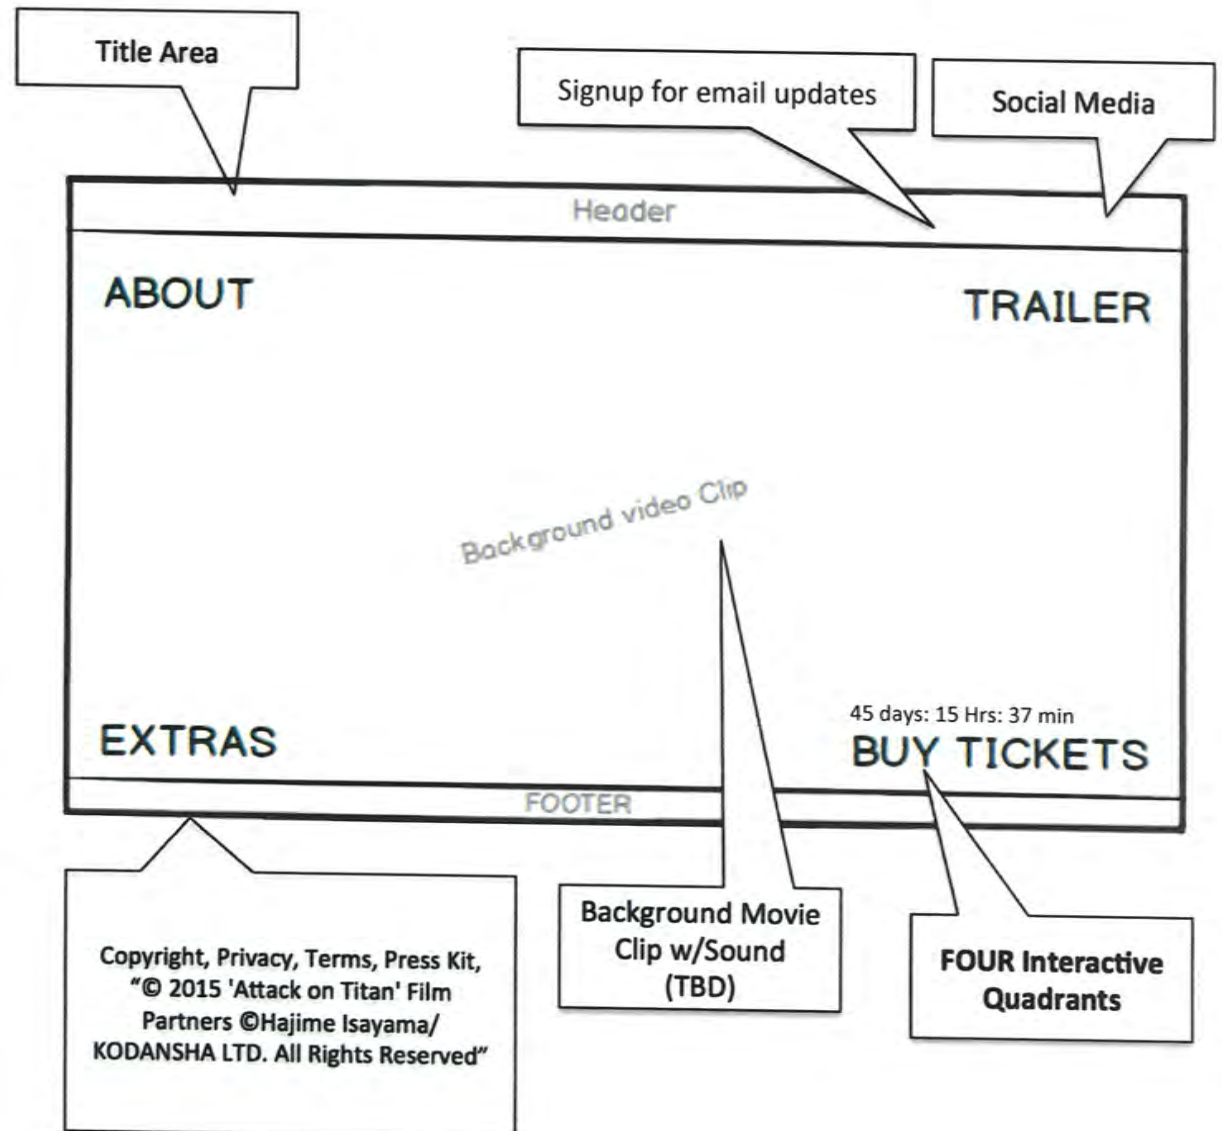 Title Area
Signup for email updates
Social Media
Header
ABOUT
TRAILER
Background video Clip
45 days: 15 Hrs: 37 min
EXTRAS
BUY TICKETS
FOOTER
Copyright, Privacy, Terms, Press Kit,
"© 2015 'Attack on Titan' Film
Partners ©Hajime Isayama/
KODANSHA LTD. All Rights Reserved"
Background Movie
Clip w/Sound
(TBD)
FOUR Interactive
Quadrants